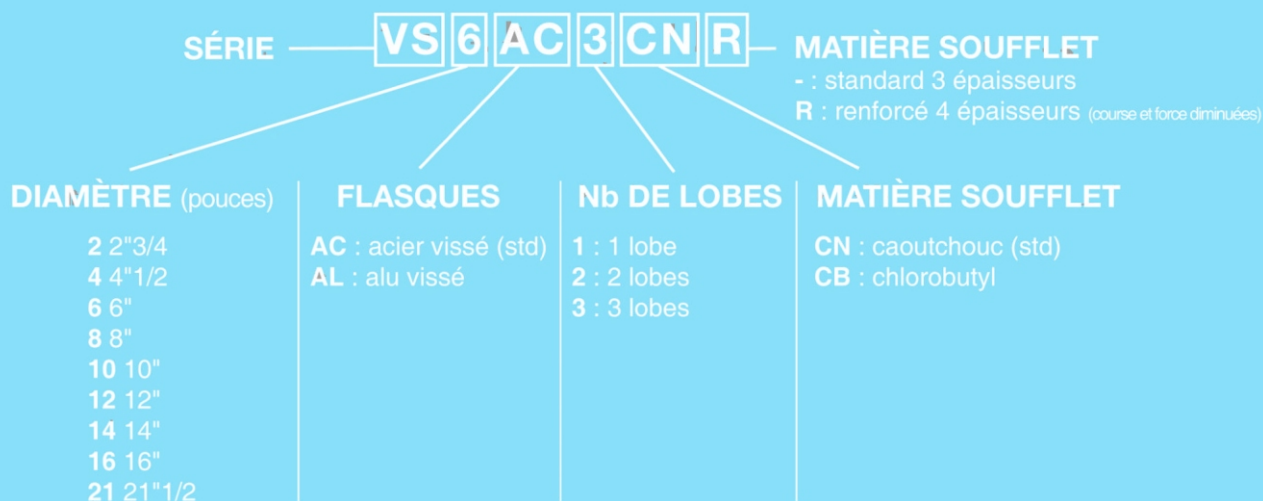 SÉRIE VS 6 AC 3 CN R MATIÈRE SOUFFLET
- : standard 3 épaisseurs
R : renforcé 4 épaisseurs (course et force diminuées)
DIAMÈTRE (pouces)
2 2"3/4
4 4"1/2
6 6"
8 8"
10 10"
12 12"
14 14"
16 16"
21 21"1/2
FLASQUES
AC : acier vissé (std)
AL : alu vissé
Nb DE LOBES
1 : 1 lobe
2 : 2 lobes
3 : 3 lobes
MATIÈRE SOUFFLET
CN : caoutchouc (std)
CB : chlorobutyl